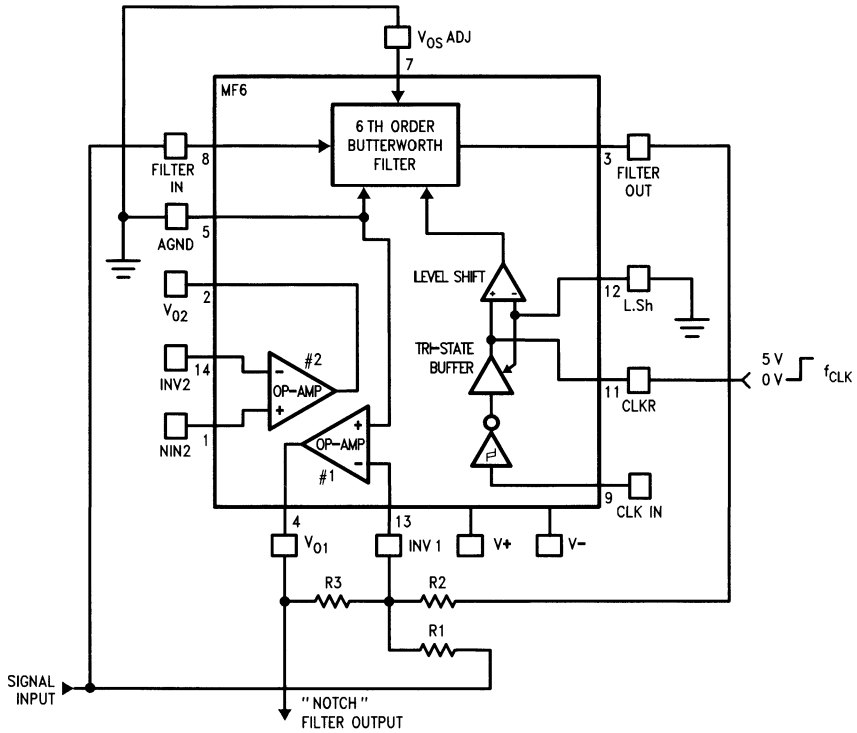 V_OS ADJ
7
MF6
6 TH ORDER
BUTTERWORTH
FILTER
8
FILTER
IN
3
FILTER
OUT
5
AGND
2
V_O2
LEVEL SHIFT
+ −
12
L.Sh
#2
14
INV2
−
OP-AMP
+
TRI-STATE
BUFFER
5 V
0 V
f_CLK
11
CLKR
1
NIN2
+
OP-AMP
−
#1
9
CLK IN
4
13
V_O1
INV 1
V+
V-
R3
R2
R1
SIGNAL
INPUT
"NOTCH"
FILTER OUTPUT